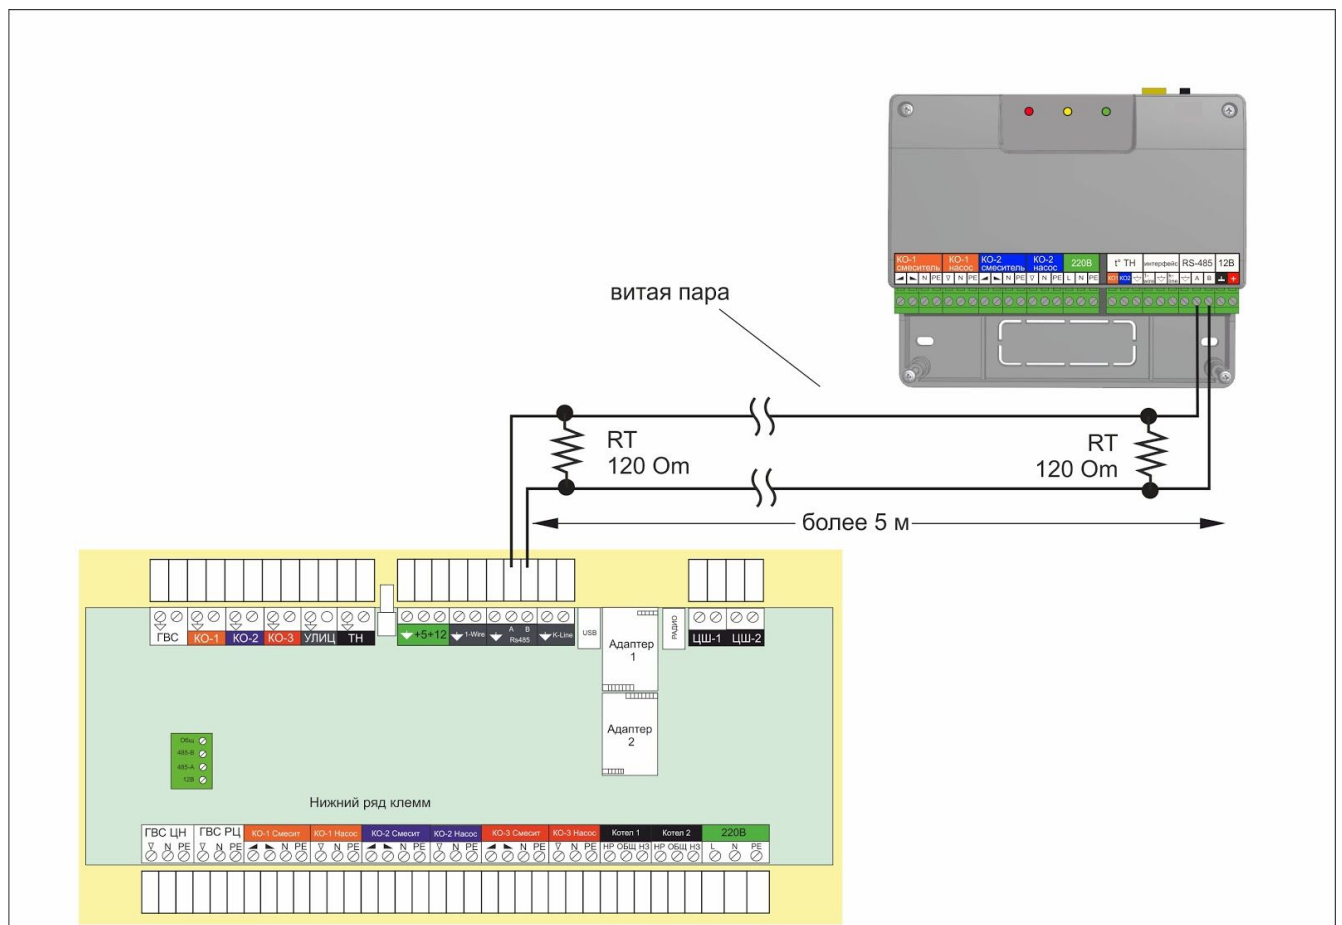 КО-1 смеситель КО-1 насос КО-2 смеситель КО-2 насос 220В t° ТН интерфейс RS-485 12В
N PE N PE N PE N PE L N PE КО1 КО2 1-wire k-line A B +
витая пара
RT
120 Om
RT
120 Om
более 5 м
ГВС КО-1 КО-2 КО-3 УЛИЦ ТН +5+12 1-Wire A B Rs485 K-Line USB РАДИО ЦШ-1 ЦШ-2
Адаптер
1
Адаптер
2
Общ
485-В
485-А
12В
Нижний ряд клемм
ГВС ЦН ГВС РЦ КО-1 Смесит КО-1 Насос КО-2 Смесит КО-2 Насос КО-3 Смесит КО-3 Насос Котел 1 Котел 2 220В
N PE N PE N PE N PE N PE N PE N PE N PE НР ОБЩ НЗ НР ОБЩ НЗ L N PE